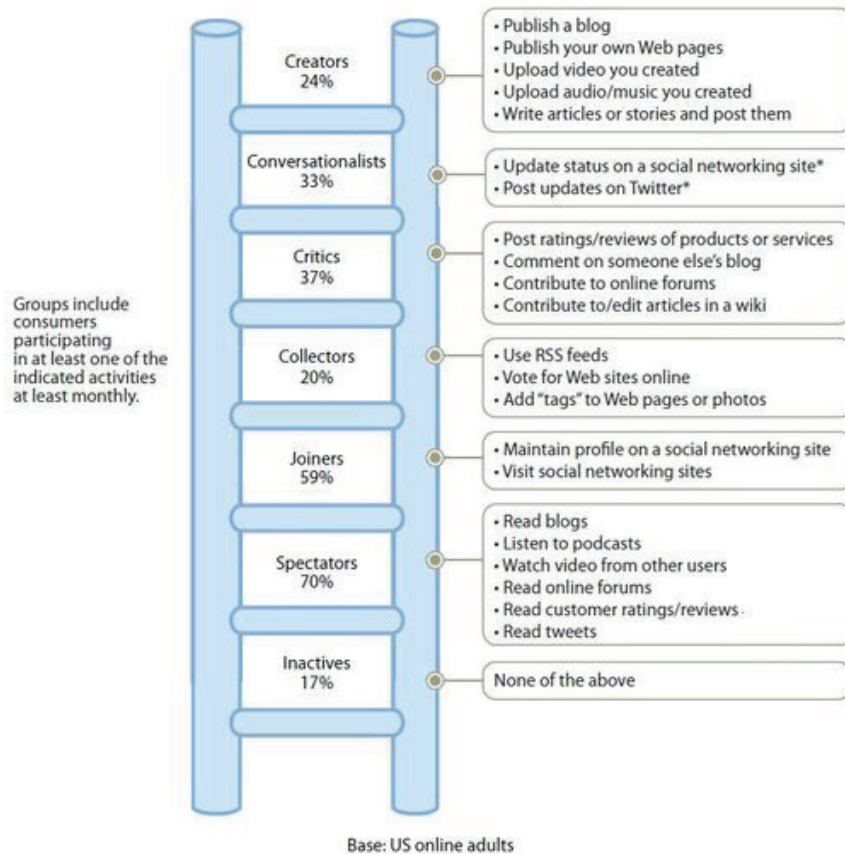 Creators
24%
• Publish a blog
• Publish your own Web pages
• Upload video you created
• Upload audio/music you created
• Write articles or stories and post them
Conversationalists
33%
• Update status on a social networking site*
• Post updates on Twitter*
Critics
37%
• Post ratings/reviews of products or services
• Comment on someone else's blog
• Contribute to online forums
• Contribute to/edit articles in a wiki
Groups include
consumers
participating
in at least one of the
indicated activities
at least monthly.
Collectors
20%
• Use RSS feeds
• Vote for Web sites online
• Add "tags" to Web pages or photos
Joiners
59%
• Maintain profile on a social networking site
• Visit social networking sites
Spectators
70%
• Read blogs
• Listen to podcasts
• Watch video from other users
• Read online forums
• Read customer ratings/reviews
• Read tweets
Inactives
17%
None of the above
Base: US online adults